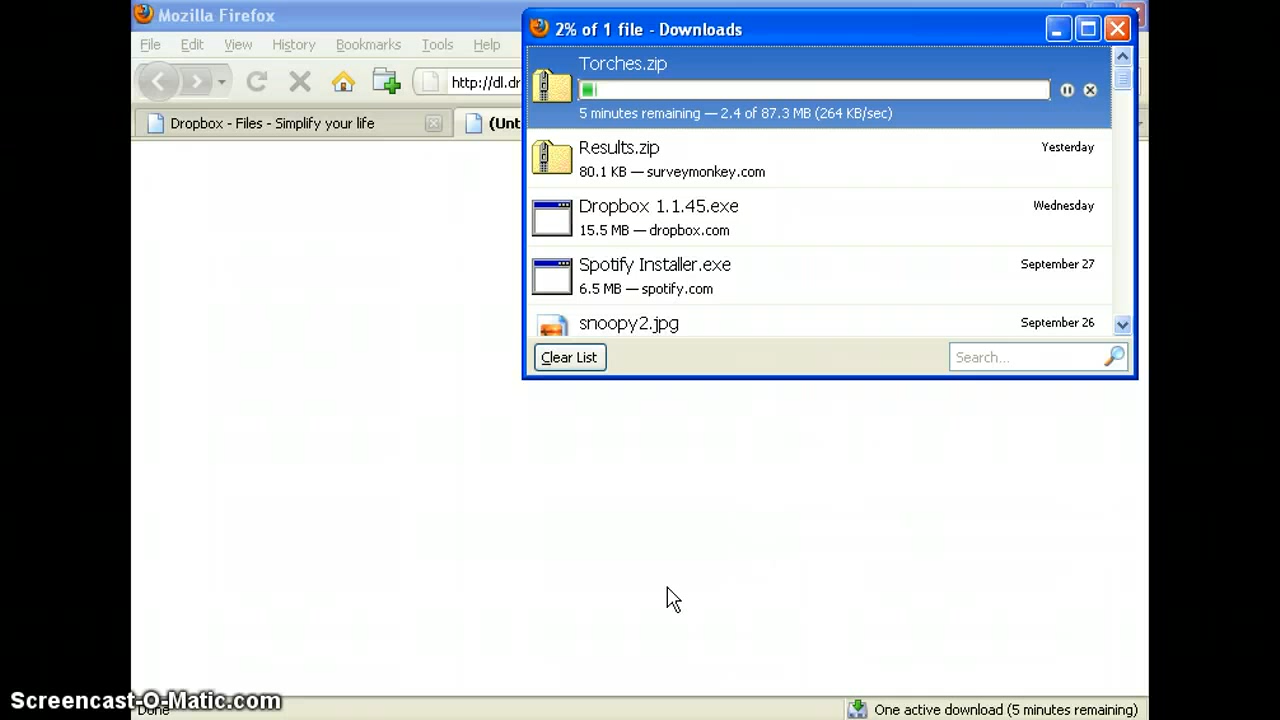 Mozilla Firefox
File Edit View History Bookmarks Tools Help
http://dl.dr
Dropbox - Files - Simplify your life
(Unt
2% of 1 file - Downloads
Torches.zip
5 minutes remaining — 2.4 of 87.3 MB (264 KB/sec)
Results.zip Yesterday
80.1 KB — surveymonkey.com
Dropbox 1.1.45.exe Wednesday
15.5 MB — dropbox.com
Spotify Installer.exe September 27
6.5 MB — spotify.com
snoopy2.jpg September 26
Clear List Search...
Screencast-O-Matic.com
Done One active download (5 minutes remaining)